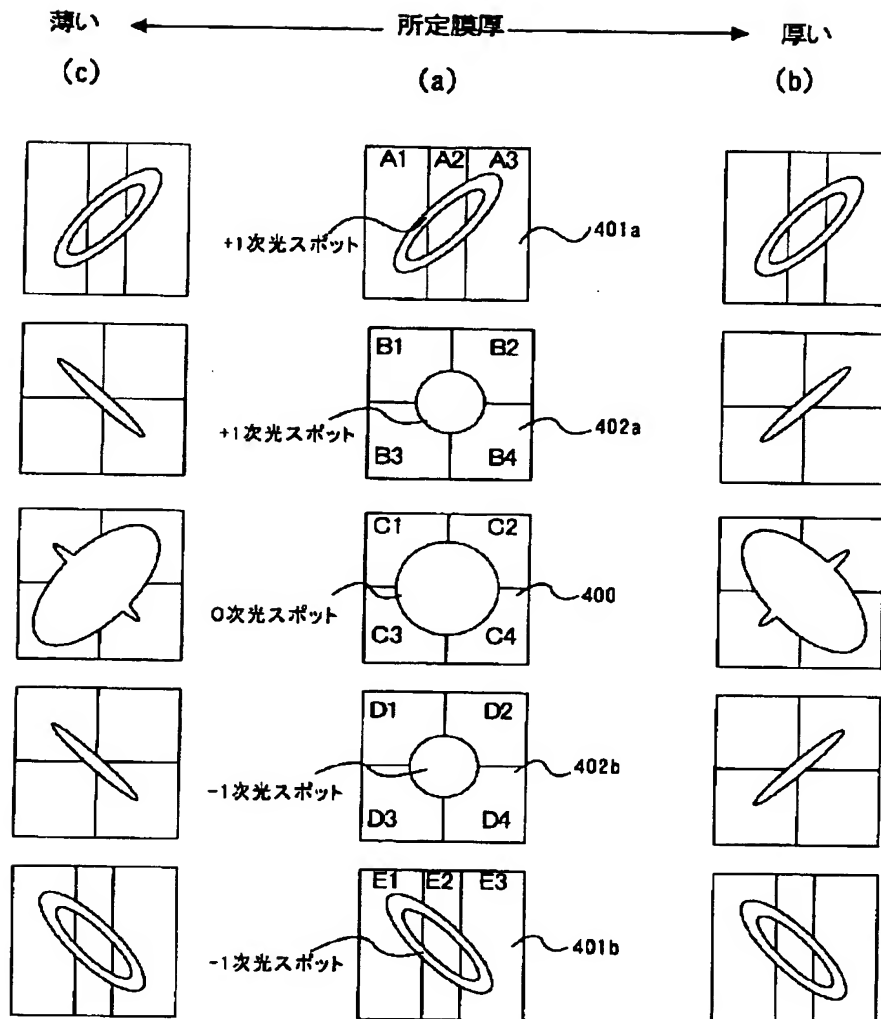 薄い 所定膜厚 厚い
(c) (a) (b)
A1 A2 A3
401a
+1次光スポット
B1 B2
402a
+1次光スポット
B3 B4
C1 C2
400
0次光スポット
C3 C4
D1 D2
402b
-1次光スポット
D3 D4
E1 E2 E3
401b
-1次光スポット